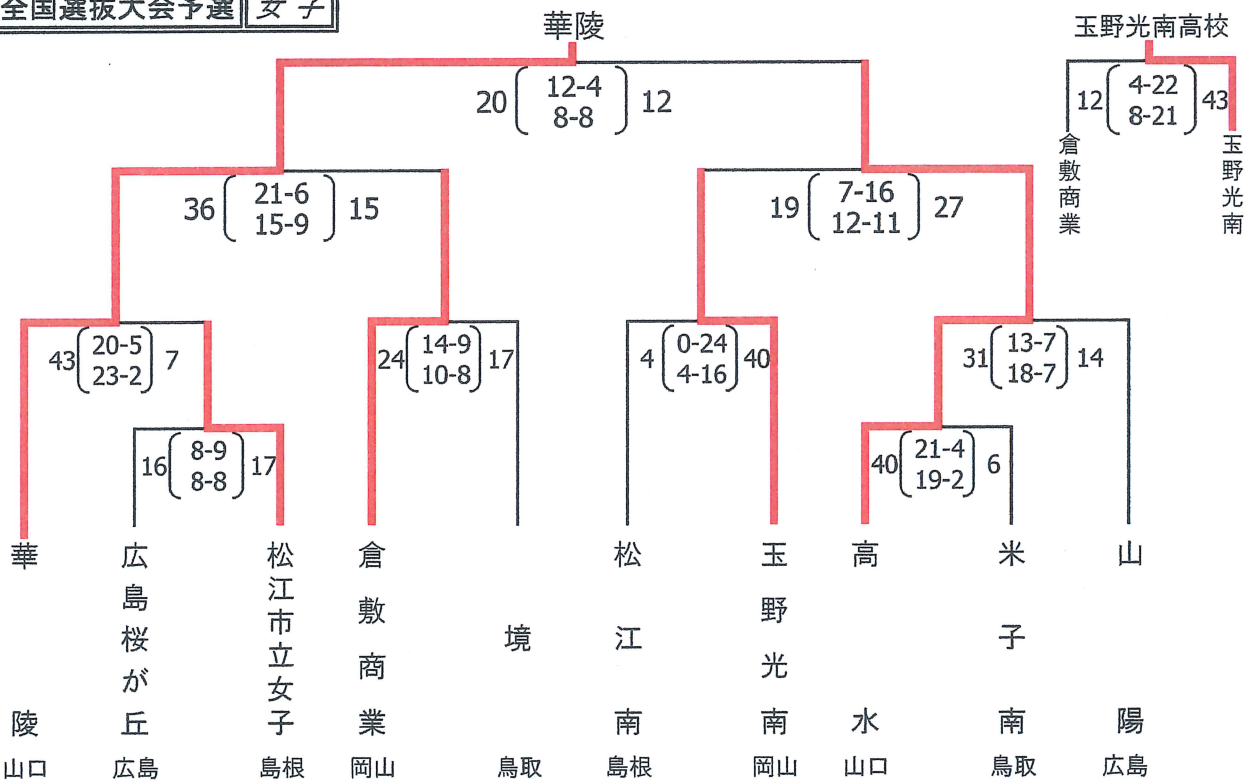 全国選抜大会予選 女子
華陵
玉野光南高校
20 12-4 12
8-8
12 4-22 43
8-21
倉敷商業
玉野光南
36 21-6 15
15-9
19 7-16 27
12-11
43 20-5 7
23-2
24 14-9 17
10-8
4 0-24 40
4-16
31 13-7 14
18-7
16 8-9 17
8-8
40 21-4 6
19-2
華陵
広島桜が丘
松江市立女子
倉敷商業
境
松江南
玉野光南
高水
米子南
山陽
山口 広島 島根 岡山 鳥取 島根 岡山 山口 鳥取 広島